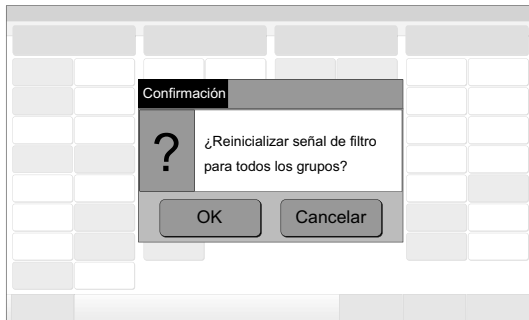 Confirmación
?
¿Reinicializar señal de filtro
para todos los grupos?
OK
Cancelar